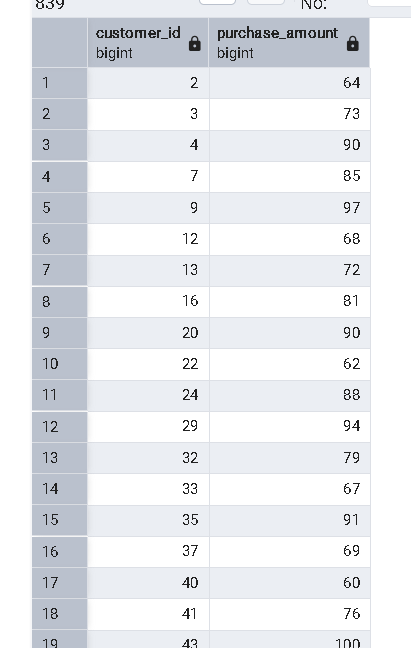 839 No:
customer_id purchase_amount
bigint bigint
1 2 64
2 3 73
3 4 90
4 7 85
5 9 97
6 12 68
7 13 72
8 16 81
9 20 90
10 22 62
11 24 88
12 29 94
13 32 79
14 33 67
15 35 91
16 37 69
17 40 60
18 41 76
19 43 100